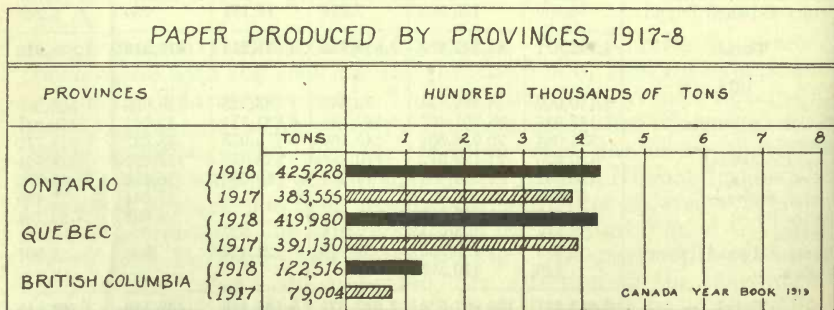 PAPER PRODUCED BY PROVINCES, 1917-8
PROVINCES HUNDRED THOUSANDS OF TONS
TONS 1 2 3 4 5 6 7 8
ONTARIO { 1918 425,228
{ 1917 383,555
QUEBEC { 1918 419,980
{ 1917 391,130
BRITISH COLUMBIA { 1918 122,516
{ 1917 79,004
CANADA YEAR BOOK 1919